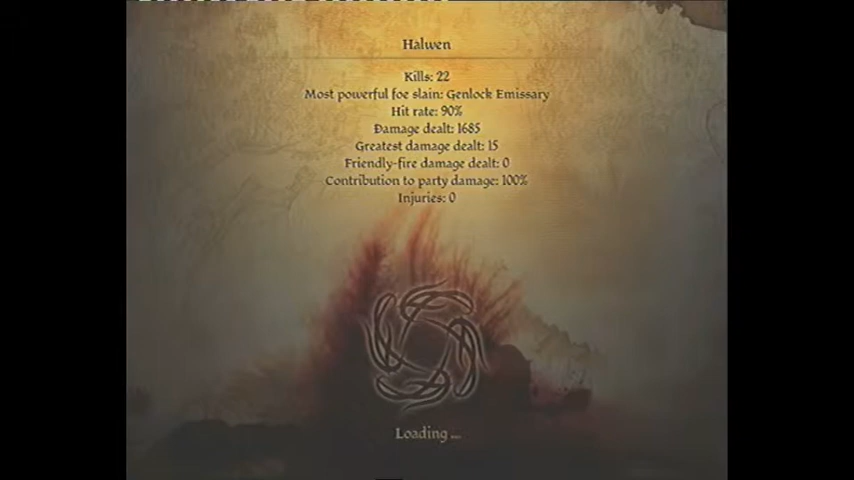 Halwen
Kills: 22
Most powerful foe slain: Genlock Emissary
Hit rate: 90%
Damage dealt: 1685
Greatest damage dealt: 15
Friendly-fire damage dealt: 0
Contribution to party damage: 100%
Injuries: 0
Loading ...